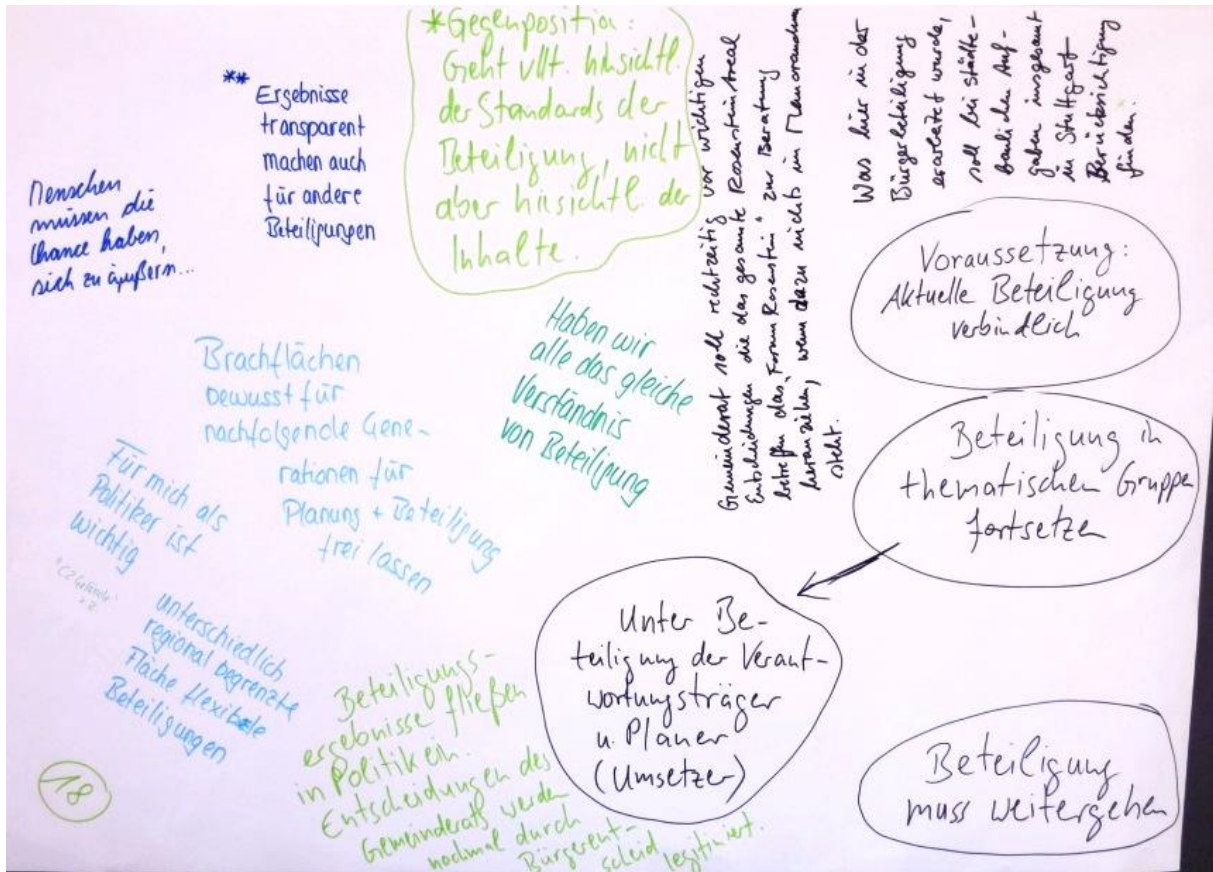 *Gegenposition:
Geht vllt. hinsichtl.
der Standards der
Beteiligung, nicht
aber hinsichtl. der
Inhalte.
**
Ergebnisse
transparent
machen auch
für andere
Beteiligungen
Menschen
müssen die
Chance haben,
sich zu äußern...
Gemeinderat soll rechtzeitig vor wichtigen
Entscheidungen die das gesamte Rosensteinareal
betreffen das „Forum Rosenstein" zur Beratung
heranziehen, wenn dazu nichts im Memorandum
steht.
Was hier in der
Bürgerbeteiligung
erarbeitet wurde,
soll bei städte-
baulichen Auf-
gaben insgesamt
in Stuttgart
Berücksichtigung
finden.
Voraussetzung:
Aktuelle Beteiligung
verbindlich
Haben wir
alle das gleiche
Verständnis
von Beteiligung
Brachflächen
bewusst für
nachfolgende Gene-
rationen für
Planung + Beteiligung
frei lassen
Beteiligung in
thematischen Gruppen
fortsetzen
Für mich als
Politiker ist
wichtig
unterschiedlich
regional begrenzte
Fläche flexibele
Beteiligungen
Unter Be-
teiligung der Verant-
wortungsträger
u. Planer
(Umsetzer)
Beteiligungs-
ergebnisse fließen
in Politik ein.
Entscheidungen des
Gemeinderats werden
nochmal durch
Bürgerent-
scheid legitimiert.
Beteiligung
muss weitergehen
18